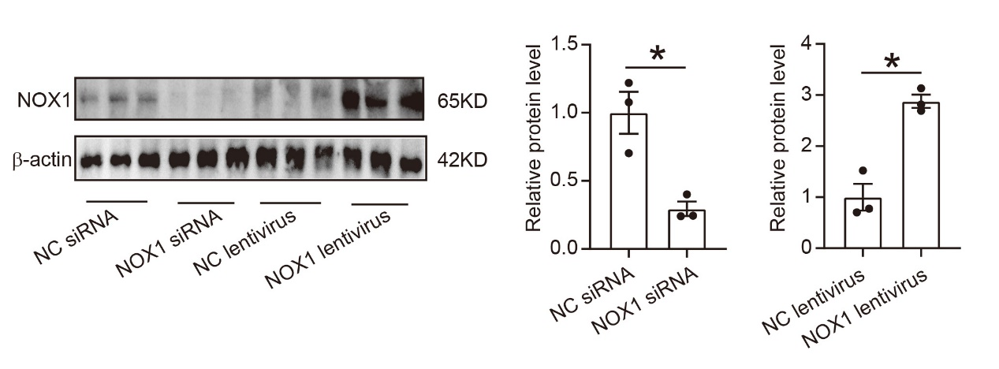 NOX1
65KD
β-actin
42KD
NC siRNA
NOX1 siRNA
NC lentivirus
NOX1 lentivirus
Relative protein level
1.5
1.0
0.5
0.0
*
NC siRNA
NOX1 siRNA
Relative protein level
4
3
2
1
0
*
NC lentivirus
NOX1 lentivirus